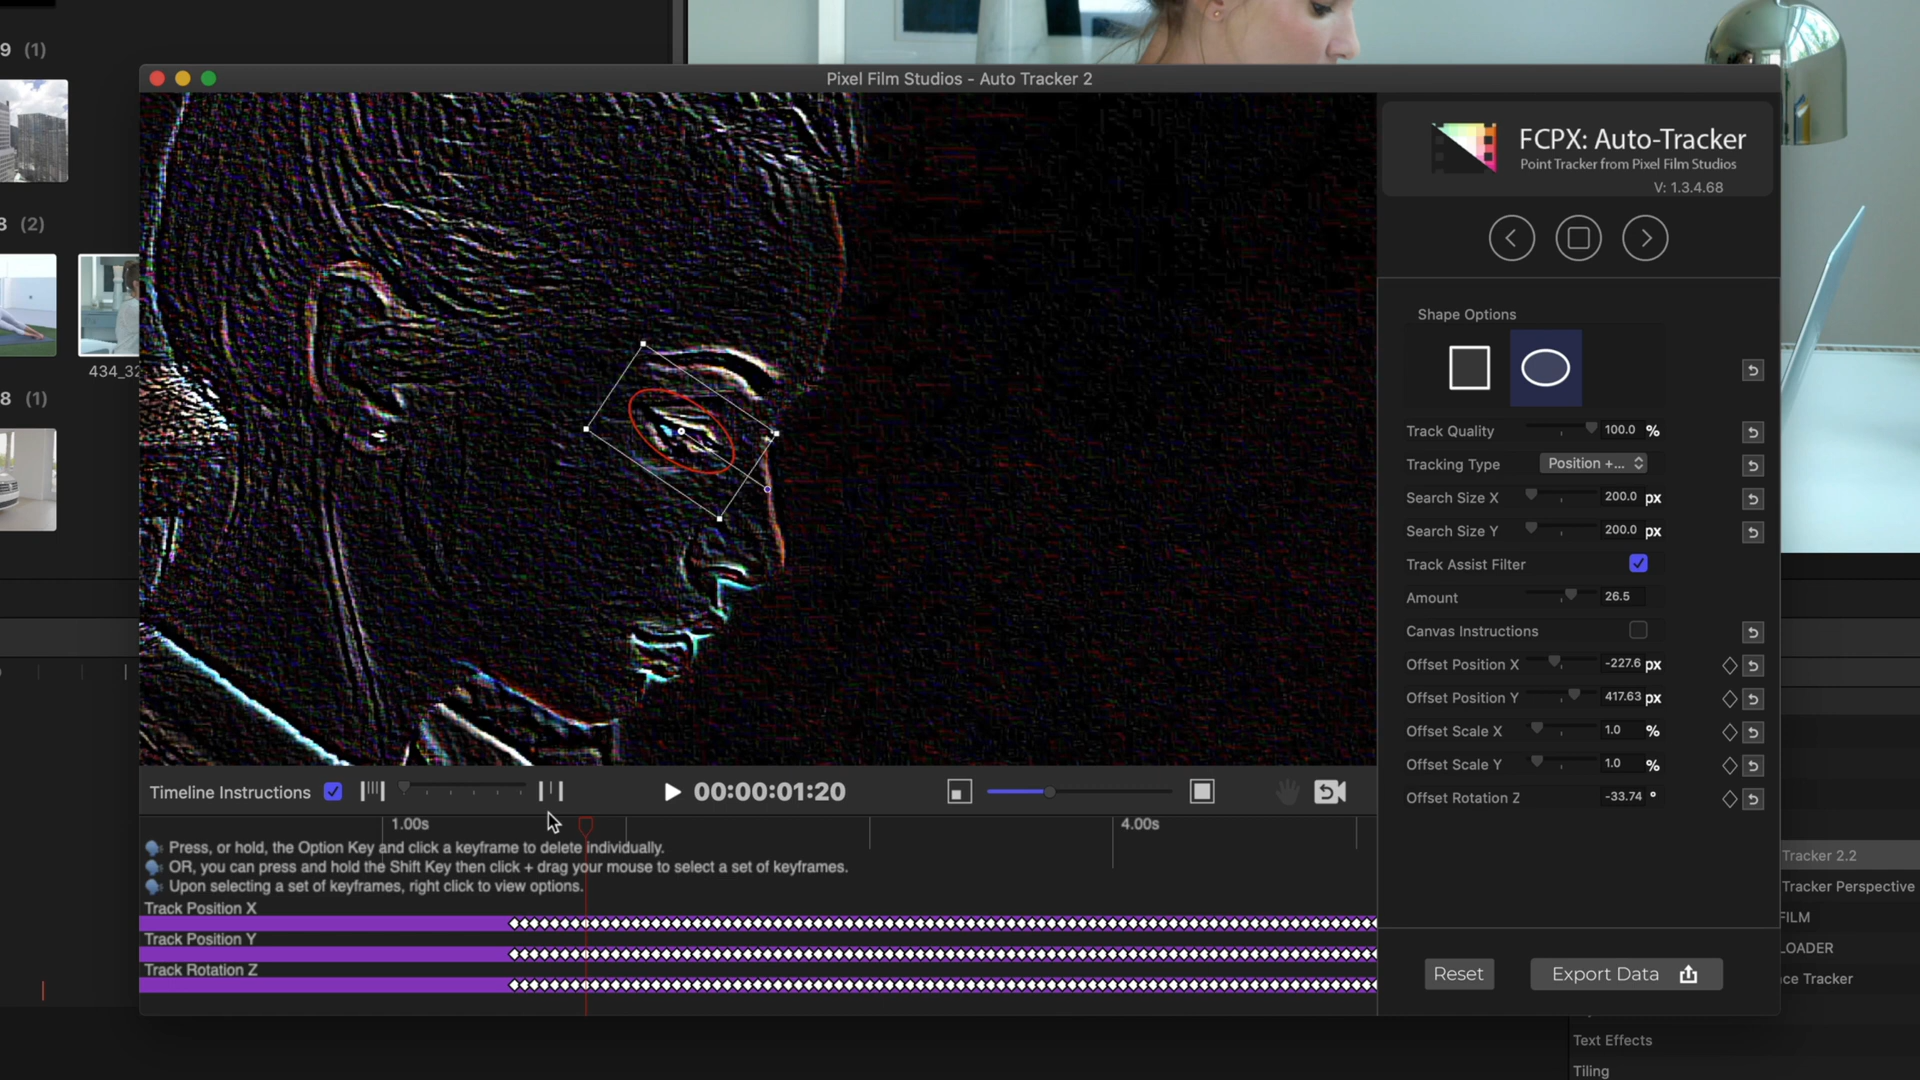 9 (1)
Pixel Film Studios - Auto Tracker 2
FCPX: Auto-Tracker
Point Tracker from Pixel Film Studios
V: 1.3.4.68
8 (2)
434_32
8 (1)
Shape Options
Track Quality 100.0 %
Tracking Type Position +...
Search Size X 200.0 px
Search Size Y 200.0 px
Track Assist Filter
Amount 26.5
Canvas Instructions
Offset Position X -227.6 px
Offset Position Y 417.63 px
Offset Scale X 1.0 %
Offset Scale Y 1.0 %
Offset Rotation Z -33.74 °
Timeline Instructions
00:00:01:20
1.00s
4.00s
Press, or hold, the Option Key and click a keyframe to delete individually.
OR, you can press and hold the Shift Key then click + drag your mouse to select a set of keyframes.
Upon selecting a set of keyframes, right click to view options.
Track Position X
Track Position Y
Track Rotation Z
Reset
Export Data
Tracker 2.2
Tracker Perspective
FILM
LOADER
ce Tracker
Text Effects
Tiling